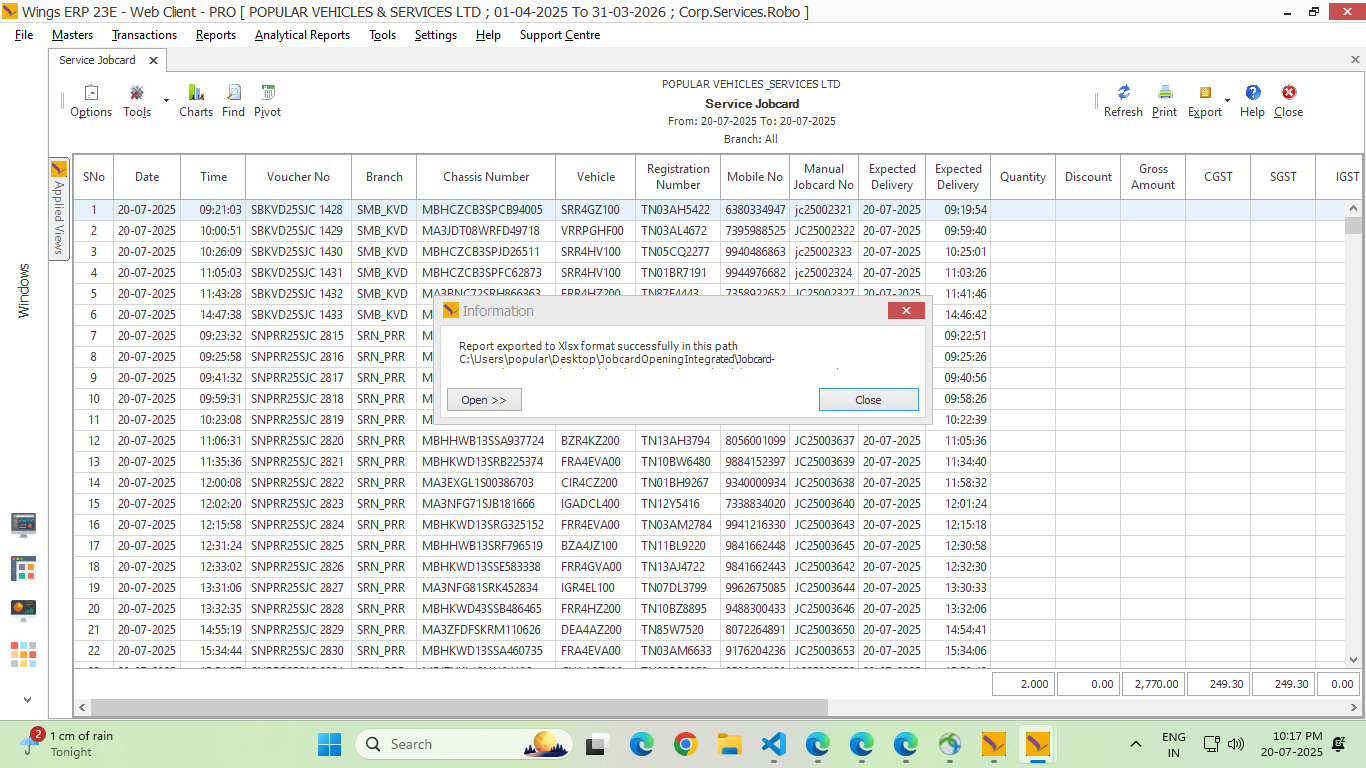 Wings ERP 23E - Web Client - PRO [ POPULAR VEHICLES & SERVICES LTD ; 01-04-2025 To 31-03-2026 ; Corp.Services.Robo ]
File Masters Transactions Reports Analytical Reports Tools Settings Help Support Centre
Service Jobcard
Options Tools Charts Find Pivot
POPULAR VEHICLES_SERVICES LTD
Service Jobcard
From: 20-07-2025 To: 20-07-2025
Branch: All
Refresh Print Export Help Close
Windows
Applied Views
SNo Date Time Voucher No Branch Chassis Number Vehicle Registration Number Mobile No Manual Jobcard No Expected Delivery Expected Delivery Quantity Discount Gross Amount CGST SGST IGST
1 20-07-2025 09:21:03 SBKVD25SJC 1428 SMB_KVD MBHCZCB3SPCB94005 SRR4GZ100 TN03AH5422 6380334947 jc25002321 20-07-2025 09:19:54
2 20-07-2025 10:00:51 SBKVD25SJC 1429 SMB_KVD MA3JDT08WRFD49718 VRRPGHF00 TN03AL4672 7395988525 JC25002322 20-07-2025 09:59:40
3 20-07-2025 10:26:09 SBKVD25SJC 1430 SMB_KVD MBHCZCB3SPJD26511 SRR4HV100 TN05CQ2277 9940486863 jc25002323 20-07-2025 10:25:01
4 20-07-2025 11:05:03 SBKVD25SJC 1431 SMB_KVD MBHCZCB3SPFC62873 SRR4HV100 TN01BR7191 9944976682 jc25002324 20-07-2025 11:03:26
5 20-07-2025 11:43:28 SBKVD25SJC 1432 SMB_KVD MA3BNC72SRH866363 ERR4HZ200 TN87F4443 7358922652 JC25002327 20-07-2025 11:41:46
6 20-07-2025 14:47:38 SBKVD25SJC 1433 SMB_KVD 14:46:42
7 20-07-2025 09:23:32 SNPRR25SJC 2815 SRN_PRR 09:22:51
8 20-07-2025 09:25:58 SNPRR25SJC 2816 SRN_PRR 09:25:26
9 20-07-2025 09:41:32 SNPRR25SJC 2817 SRN_PRR 09:40:56
10 20-07-2025 09:59:31 SNPRR25SJC 2818 SRN_PRR 09:58:26
11 20-07-2025 10:23:08 SNPRR25SJC 2819 SRN_PRR 10:22:39
Information
Report exported to Xlsx format successfully in this path
C:\Users\popular\Desktop\JobcardOpeningIntegrated\Jobcard-
Open >> Close
12 20-07-2025 11:06:31 SNPRR25SJC 2820 SRN_PRR MBHHWB13SSA937724 BZR4KZ200 TN13AH3794 8056001099 JC25003637 20-07-2025 11:05:36
13 20-07-2025 11:35:36 SNPRR25SJC 2821 SRN_PRR MBHKWD13SRB225374 FRA4EVA00 TN10BW6480 9884152397 JC25003639 20-07-2025 11:34:40
14 20-07-2025 12:00:08 SNPRR25SJC 2822 SRN_PRR MA3EXGL1S00386703 CIR4CZ200 TN01BH9267 9340000934 JC25003638 20-07-2025 11:58:32
15 20-07-2025 12:02:20 SNPRR25SJC 2823 SRN_PRR MA3NFG71SJB181666 IGADCL400 TN12Y5416 7338834020 JC25003640 20-07-2025 12:01:24
16 20-07-2025 12:15:58 SNPRR25SJC 2824 SRN_PRR MBHKWD13SRG325152 FRR4EVA00 TN03AM2784 9941216330 JC25003643 20-07-2025 12:15:18
17 20-07-2025 12:31:24 SNPRR25SJC 2825 SRN_PRR MBHHWB13SRF796519 BZA4JZ100 TN11BL9220 9841662448 JC25003645 20-07-2025 12:30:58
18 20-07-2025 12:33:02 SNPRR25SJC 2826 SRN_PRR MBHKWD13SSE583338 FRR4GVA00 TN13AJ4722 9841662443 JC25003642 20-07-2025 12:32:30
19 20-07-2025 13:31:06 SNPRR25SJC 2827 SRN_PRR MA3NFG81SRK452834 IGR4EL100 TN07DL3799 9962675085 JC25003644 20-07-2025 13:30:33
20 20-07-2025 13:32:35 SNPRR25SJC 2828 SRN_PRR MBHKWD43SSB486465 FRR4HZ200 TN10BZ8895 9488300433 JC25003646 20-07-2025 13:32:06
21 20-07-2025 14:55:19 SNPRR25SJC 2829 SRN_PRR MA3ZFDFSKRM110626 DEA4AZ200 TN85W7520 8072264891 JC25003650 20-07-2025 14:54:41
22 20-07-2025 15:34:44 SNPRR25SJC 2830 SRN_PRR MBHKWD13SSA460735 FRA4EVA00 TN03AM6633 9176204236 JC25003653 20-07-2025 15:34:06
2.000 0.00 2,770.00 249.30 249.30 0.00
2 1 cm of rain
Tonight
Search
ENG
IN
10:17 PM
20-07-2025